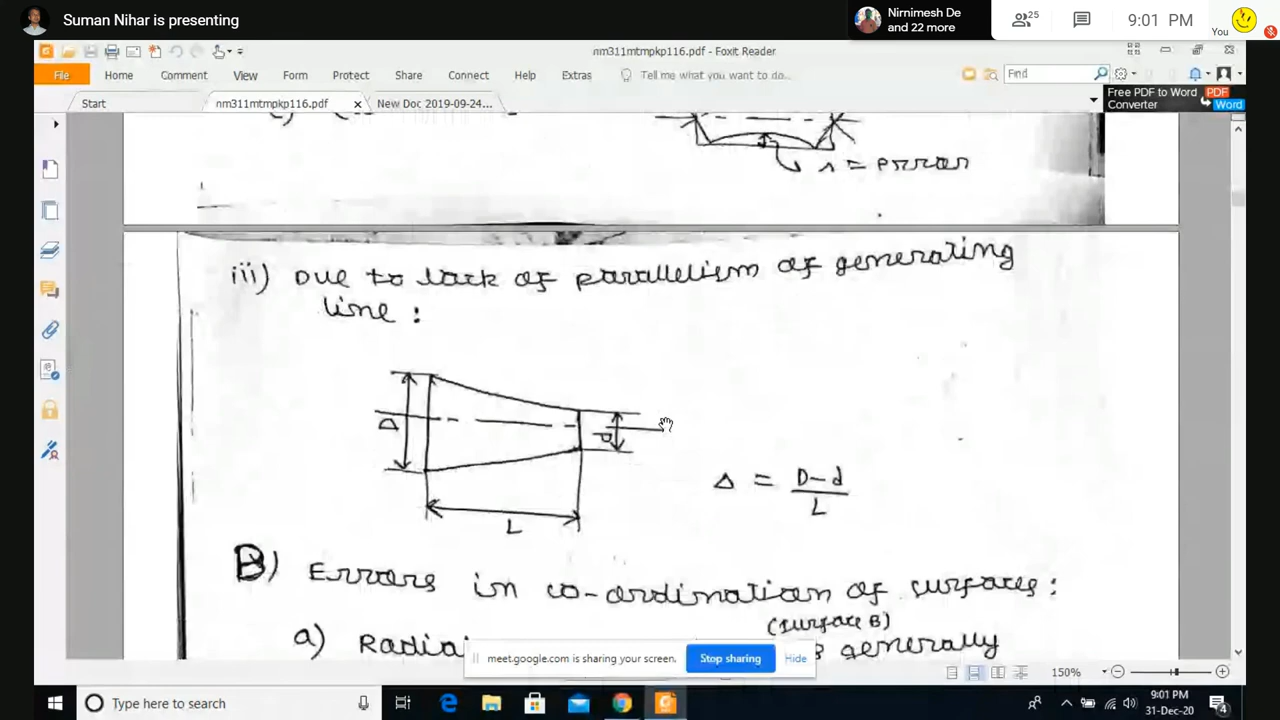 Suman Nihar is presenting
Nirnimesh De
and 22 more
25
9:01 PM
You
nm311mtmpkp116.pdf - Foxit Reader
File
Home
Comment
View
Form
Protect
Share
Connect
Help
Extras
Tell me what you want to do...
Find
Start
nm311mtmpkp116.pdf
New Doc 2019-09-24...
Free PDF to Word
Converter
PDF
Word
= error
iii) Due to lack of parallelism of generating
line :
D
d
L
Δ = D-d
L
B) Errors in co-ordination of surfaces :
(surface B)
a) Radia
generally
meet.google.com is sharing your screen.
Stop sharing
Hide
150%
Type here to search
9:01 PM
31-Dec-20
4